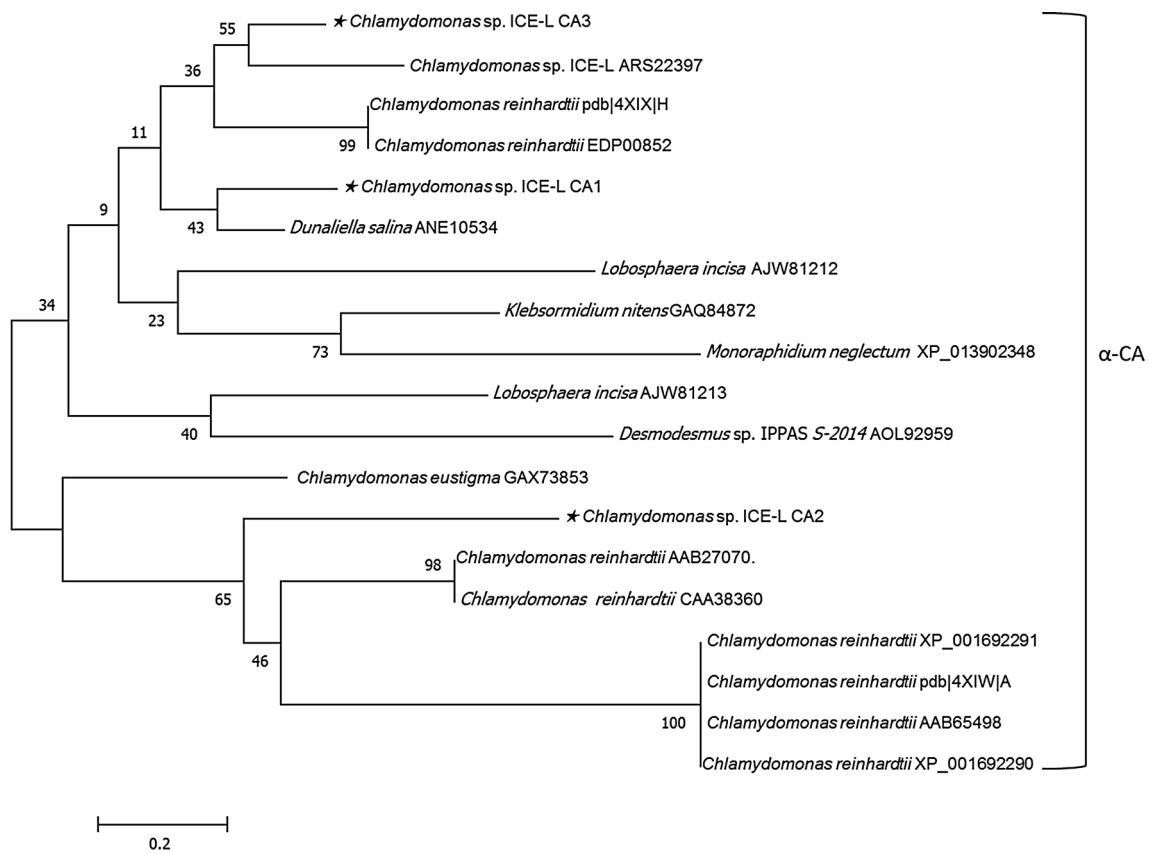 55
★ Chlamydomonas sp. ICE-L CA3
Chlamydomonas sp. ICE-L ARS22397
36
Chlamydomonas reinhardtii pdb|4XIX|H
11
99
Chlamydomonas reinhardtii EDP00852
★ Chlamydomonas sp. ICE-L CA1
9
43
Dunaliella salina ANE10534
Lobosphaera incisa AJW81212
34
23
Klebsormidium nitens GAQ84872
73
Monoraphidium neglectum XP_013902348
α-CA
Lobosphaera incisa AJW81213
40
Desmodesmus sp. IPPAS S-2014 AOL92959
Chlamydomonas eustigma GAX73853
★ Chlamydomonas sp. ICE-L CA2
98
Chlamydomonas reinhardtii AAB27070.
65
Chlamydomonas reinhardtii CAA38360
Chlamydomonas reinhardtii XP_001692291
46
Chlamydomonas reinhardtii pdb|4XIW|A
100
Chlamydomonas reinhardtii AAB65498
Chlamydomonas reinhardtii XP_001692290
0.2